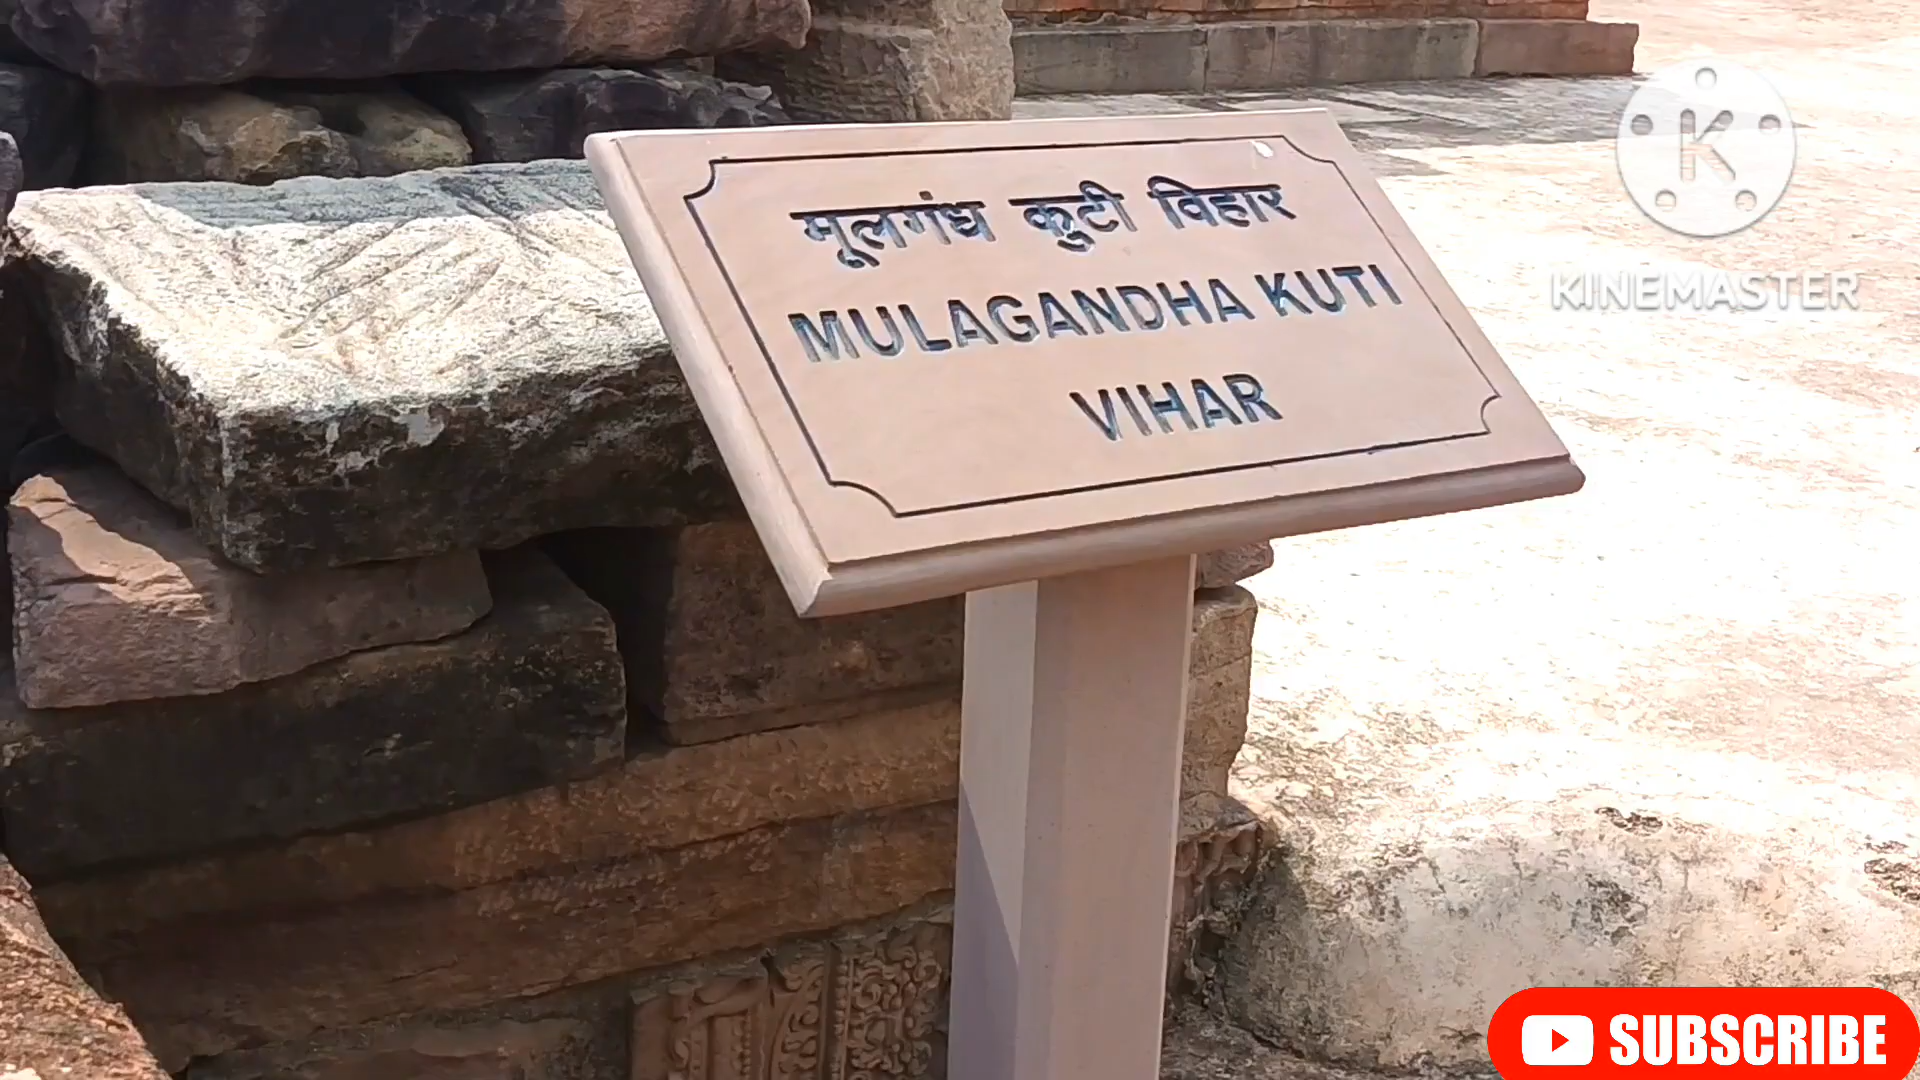 मूलगंध कुटी विहार
MULAGANDHA KUTI
VIHAR
K
KINEMASTER
SUBSCRIBE